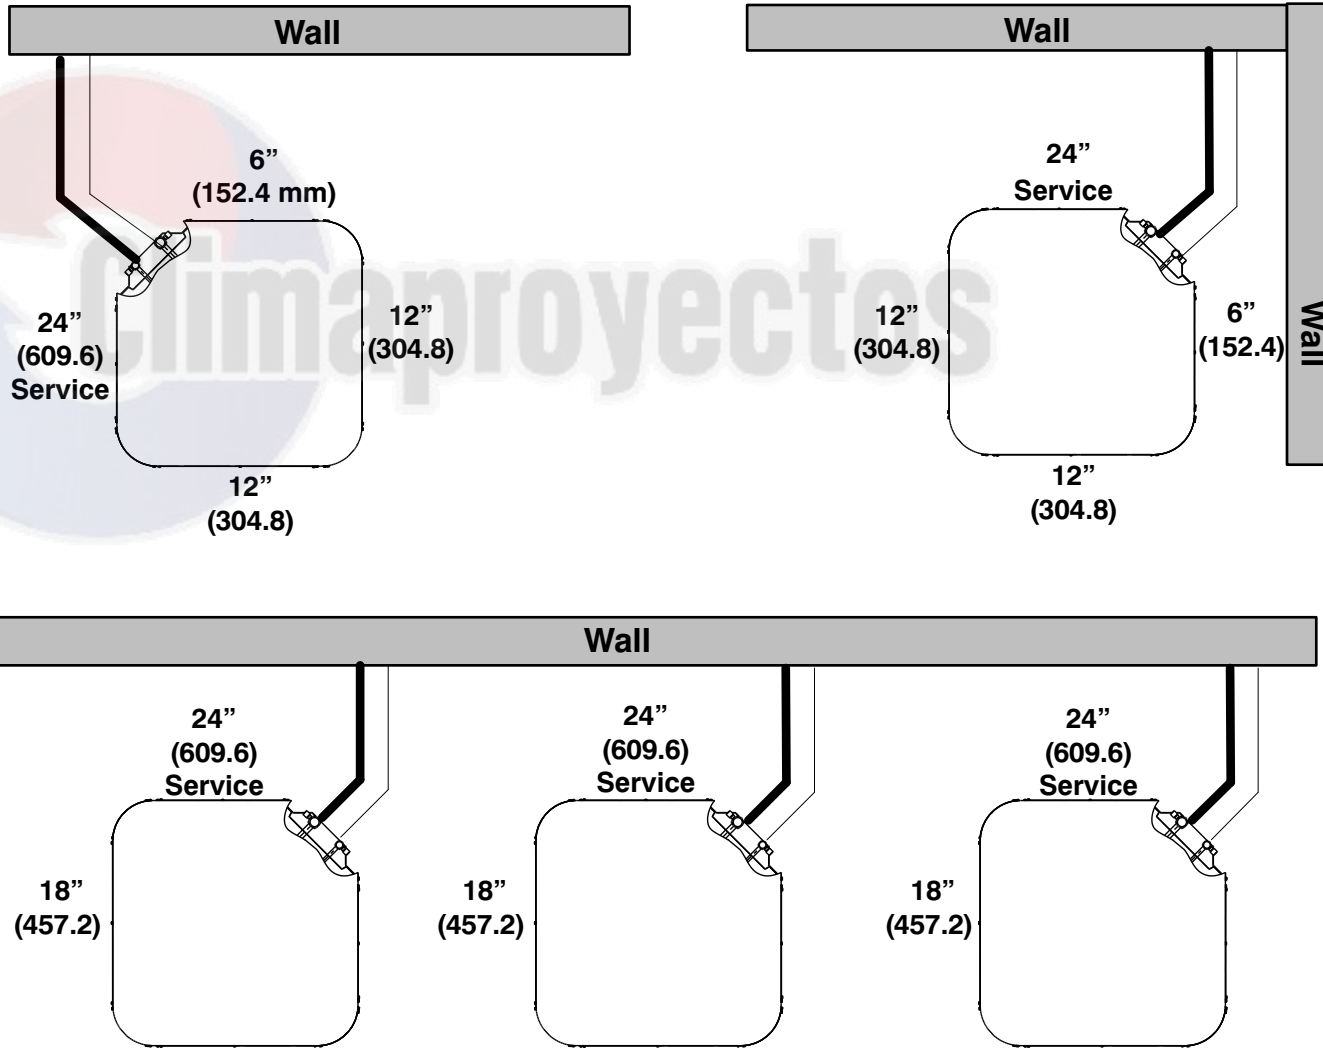 Wall
6”
(152.4 mm)
24”
(609.6)
Service
12”
(304.8)
12”
(304.8)
Wall
Wall
24”
Service
12”
(304.8)
6”
(152.4)
12”
(304.8)
Climaproyectos
Wall
24”
(609.6)
Service
18”
(457.2)
24”
(609.6)
Service
18”
(457.2)
24”
(609.6)
Service
18”
(457.2)